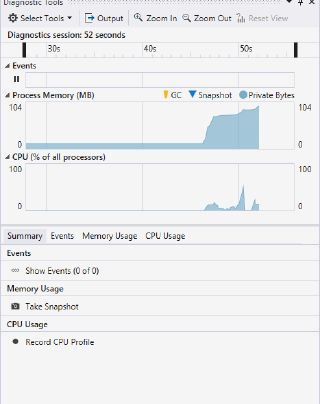 Diagnostic Tools
Select Tools Output Zoom In Zoom Out Reset View
Diagnostics session: 52 seconds
30s 40s 50s
Events
Process Memory (MB) GC Snapshot Private Bytes
104 104
0 0
CPU (% of all processors)
100 100
0 0
Summary Events Memory Usage CPU Usage
Events
Show Events (0 of 0)
Memory Usage
Take Snapshot
CPU Usage
Record CPU Profile